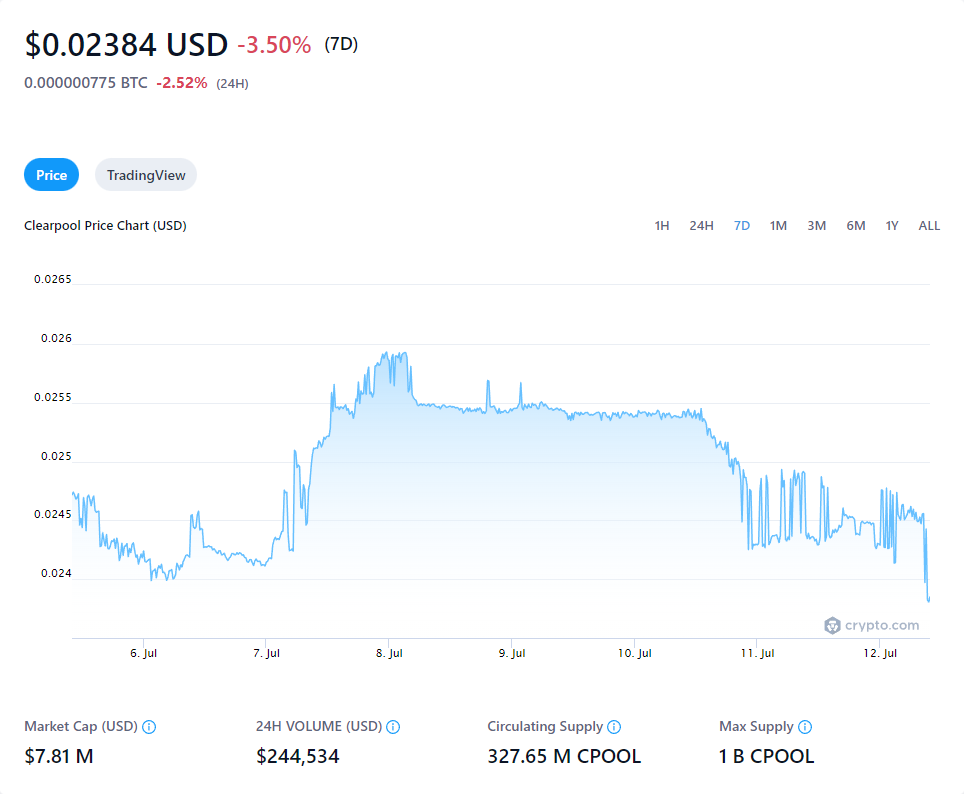 $0.02384 USD -3.50% (7D)
0.000000775 BTC -2.52% (24H)
Price TradingView
Clearpool Price Chart (USD) 1H 24H 7D 1M 3M 6M 1Y ALL
0.0265
0.026
0.0255
0.025
0.0245
0.024
crypto.com
6. Jul 7. Jul 8. Jul 9. Jul 10. Jul 11. Jul 12. Jul
Market Cap (USD) 24H VOLUME (USD) Circulating Supply Max Supply
$7.81 M $244,534 327.65 M CPOOL 1 B CPOOL